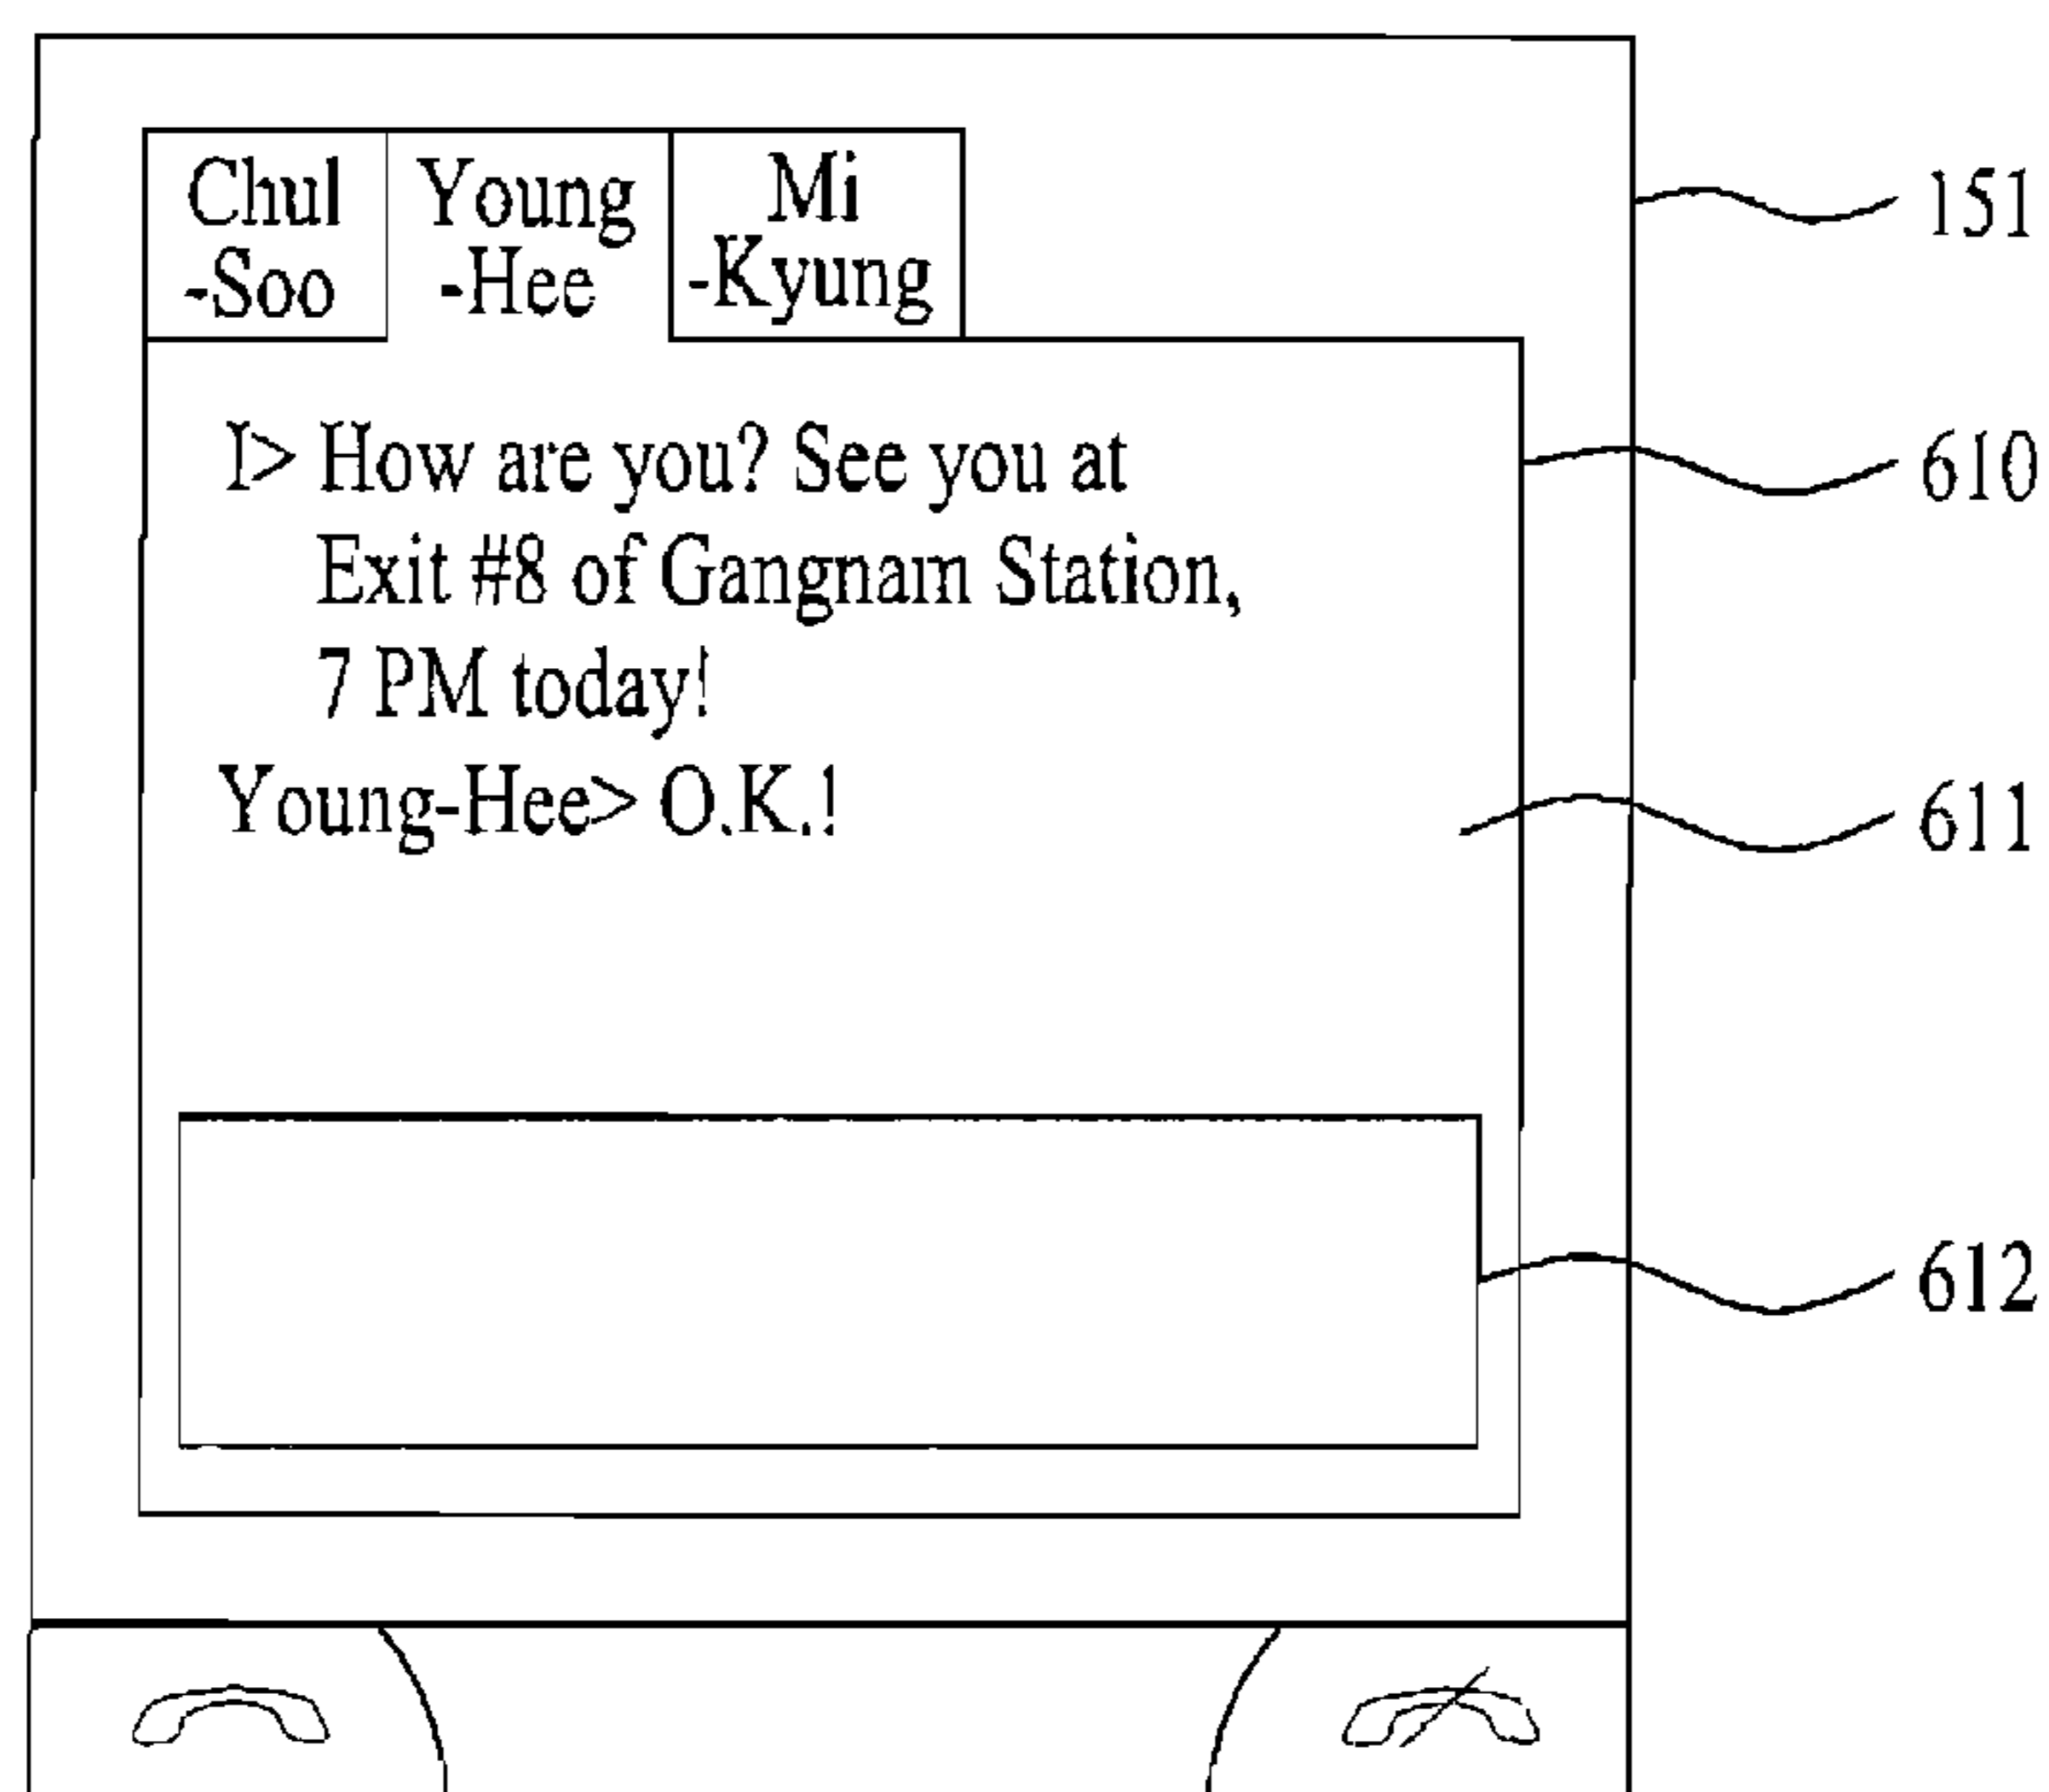 Chul
-Soo
Young
-Hee
Mi
-Kyung
151
I> How are you? See you at
610
Exit #8 of Gangnam Station,
7 PM today!
Young-Hee> O.K.!
611
612